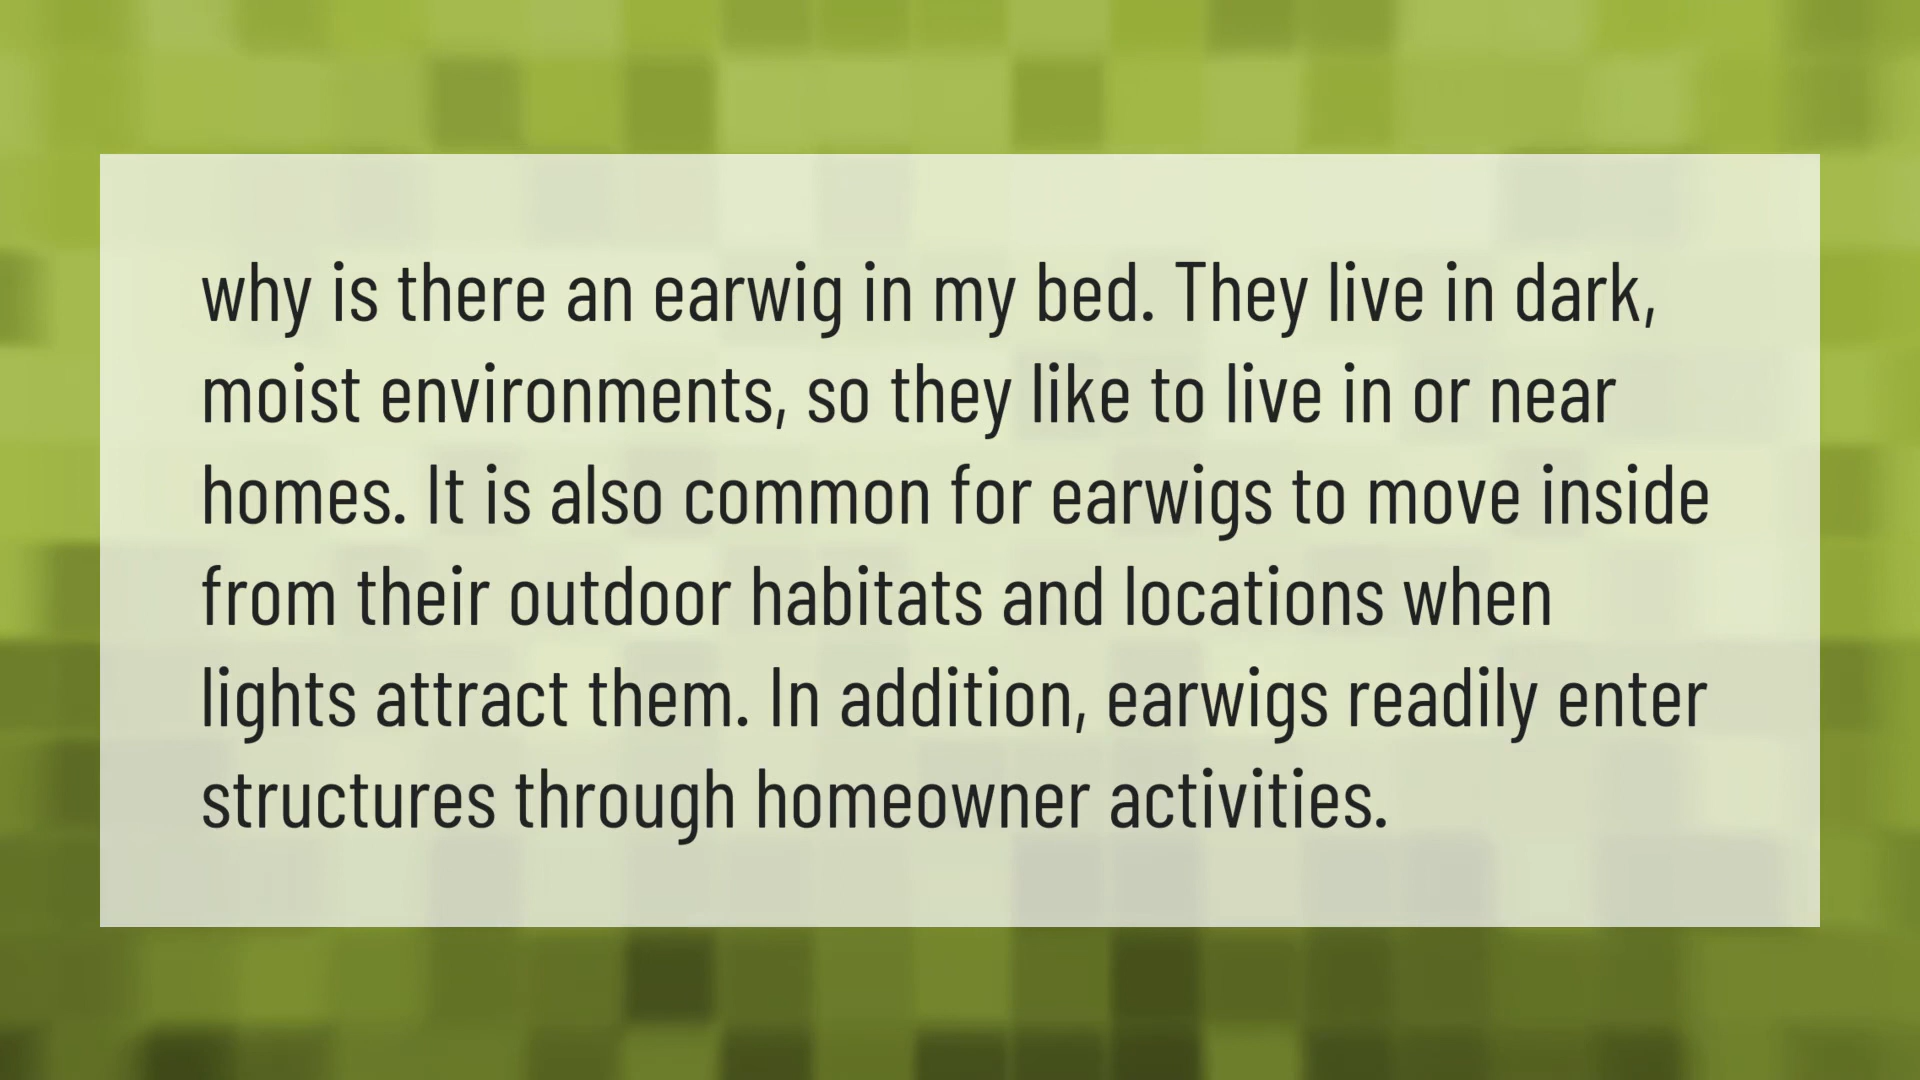 why is there an earwig in my bed. They live in dark,
moist environments, so they like to live in or near
homes. It is also common for earwigs to move inside
from their outdoor habitats and locations when
lights attract them. In addition, earwigs readily enter
structures through homeowner activities.